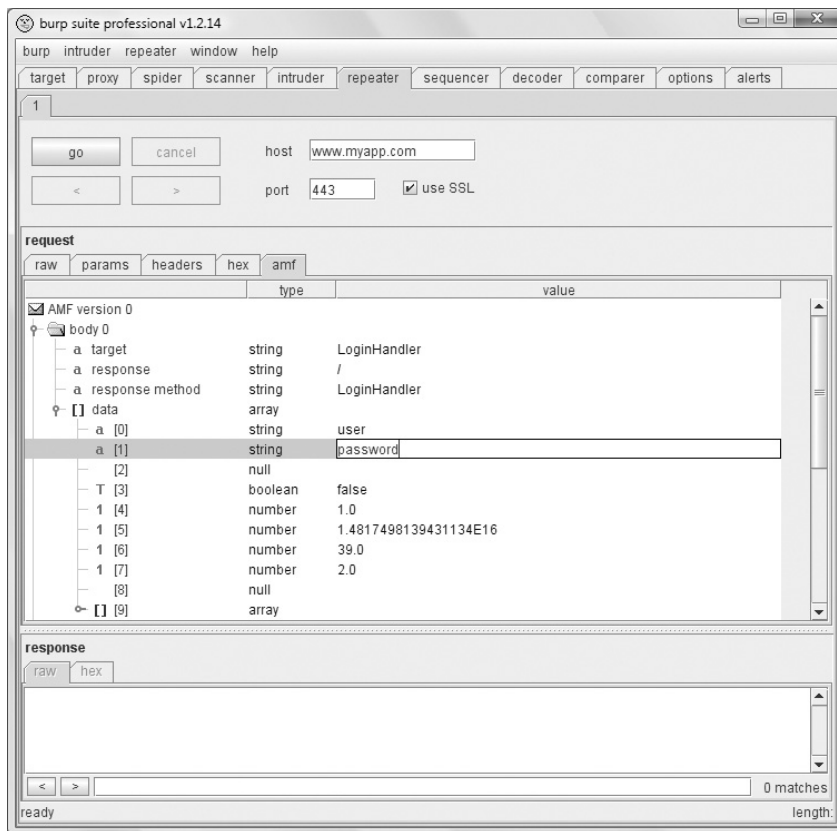 burp suite professional v1.2.14
burp intruder repeater window help
target proxy spider scanner intruder repeater sequencer decoder comparer options alerts
1
go cancel host www.myapp.com
< > port 443 use SSL
request
raw params headers hex amf
type value
AMF version 0
body 0
a target string LoginHandler
a response string /
a response method string LoginHandler
[] data array
a [0] string user
a [1] string password
[2] null
T [3] boolean false
1 [4] number 1.0
1 [5] number 1.4817498139431134E16
1 [6] number 39.0
1 [7] number 2.0
[8] null
[] [9] array
response
raw hex
< > 0 matches
ready length: